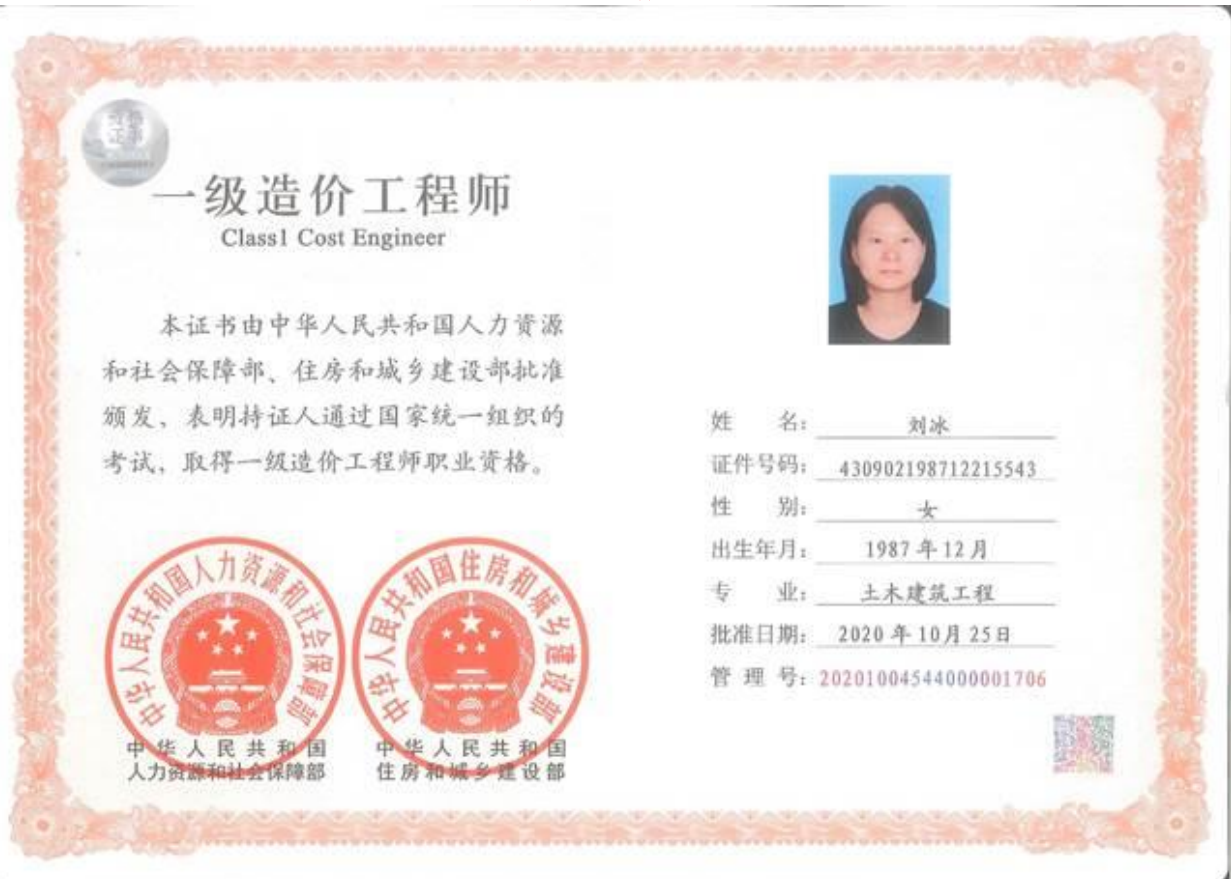 一级造价工程师
Class1 Cost Engineer
本证书由中华人民共和国人力资源
和社会保障部、住房和城乡建设部批准
颁发，表明持证人通过国家统一组织的
考试，取得一级造价工程师职业资格。
中华人民共和国人力资源和社会保障部
中华人民共和国
人力资源和社会保障部
中华人民共和国住房和城乡建设部
中华人民共和国
住房和城乡建设部
姓 名：刘冰
证件号码：430902198712215543
性 别：女
出生年月：1987年12月
专 业：土木建筑工程
批准日期：2020年10月25日
管 理 号：20201004544000001706